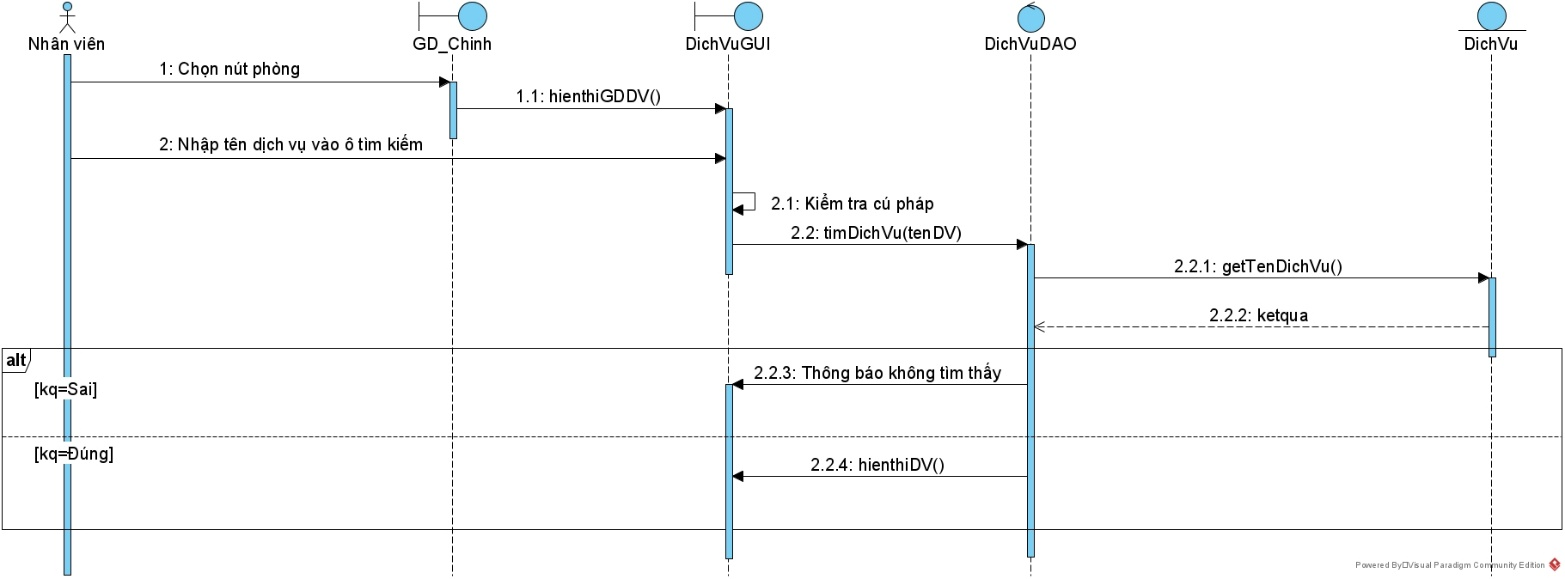 Nhân viên
GD_Chinh
DichVuGUI
DichVuDAO
DichVu
1: Chọn nút phòng
1.1: hienthiGDDV()
2: Nhập tên dịch vụ vào ô tìm kiếm
2.1: Kiểm tra cú pháp
2.2: timDichVu(tenDV)
2.2.1: getTenDichVu()
2.2.2: ketqua
alt
[kq=Sai]
2.2.3: Thông báo không tìm thấy
[kq=Đúng]
2.2.4: hienthiDV()
Powered By□Visual Paradigm Community Edition